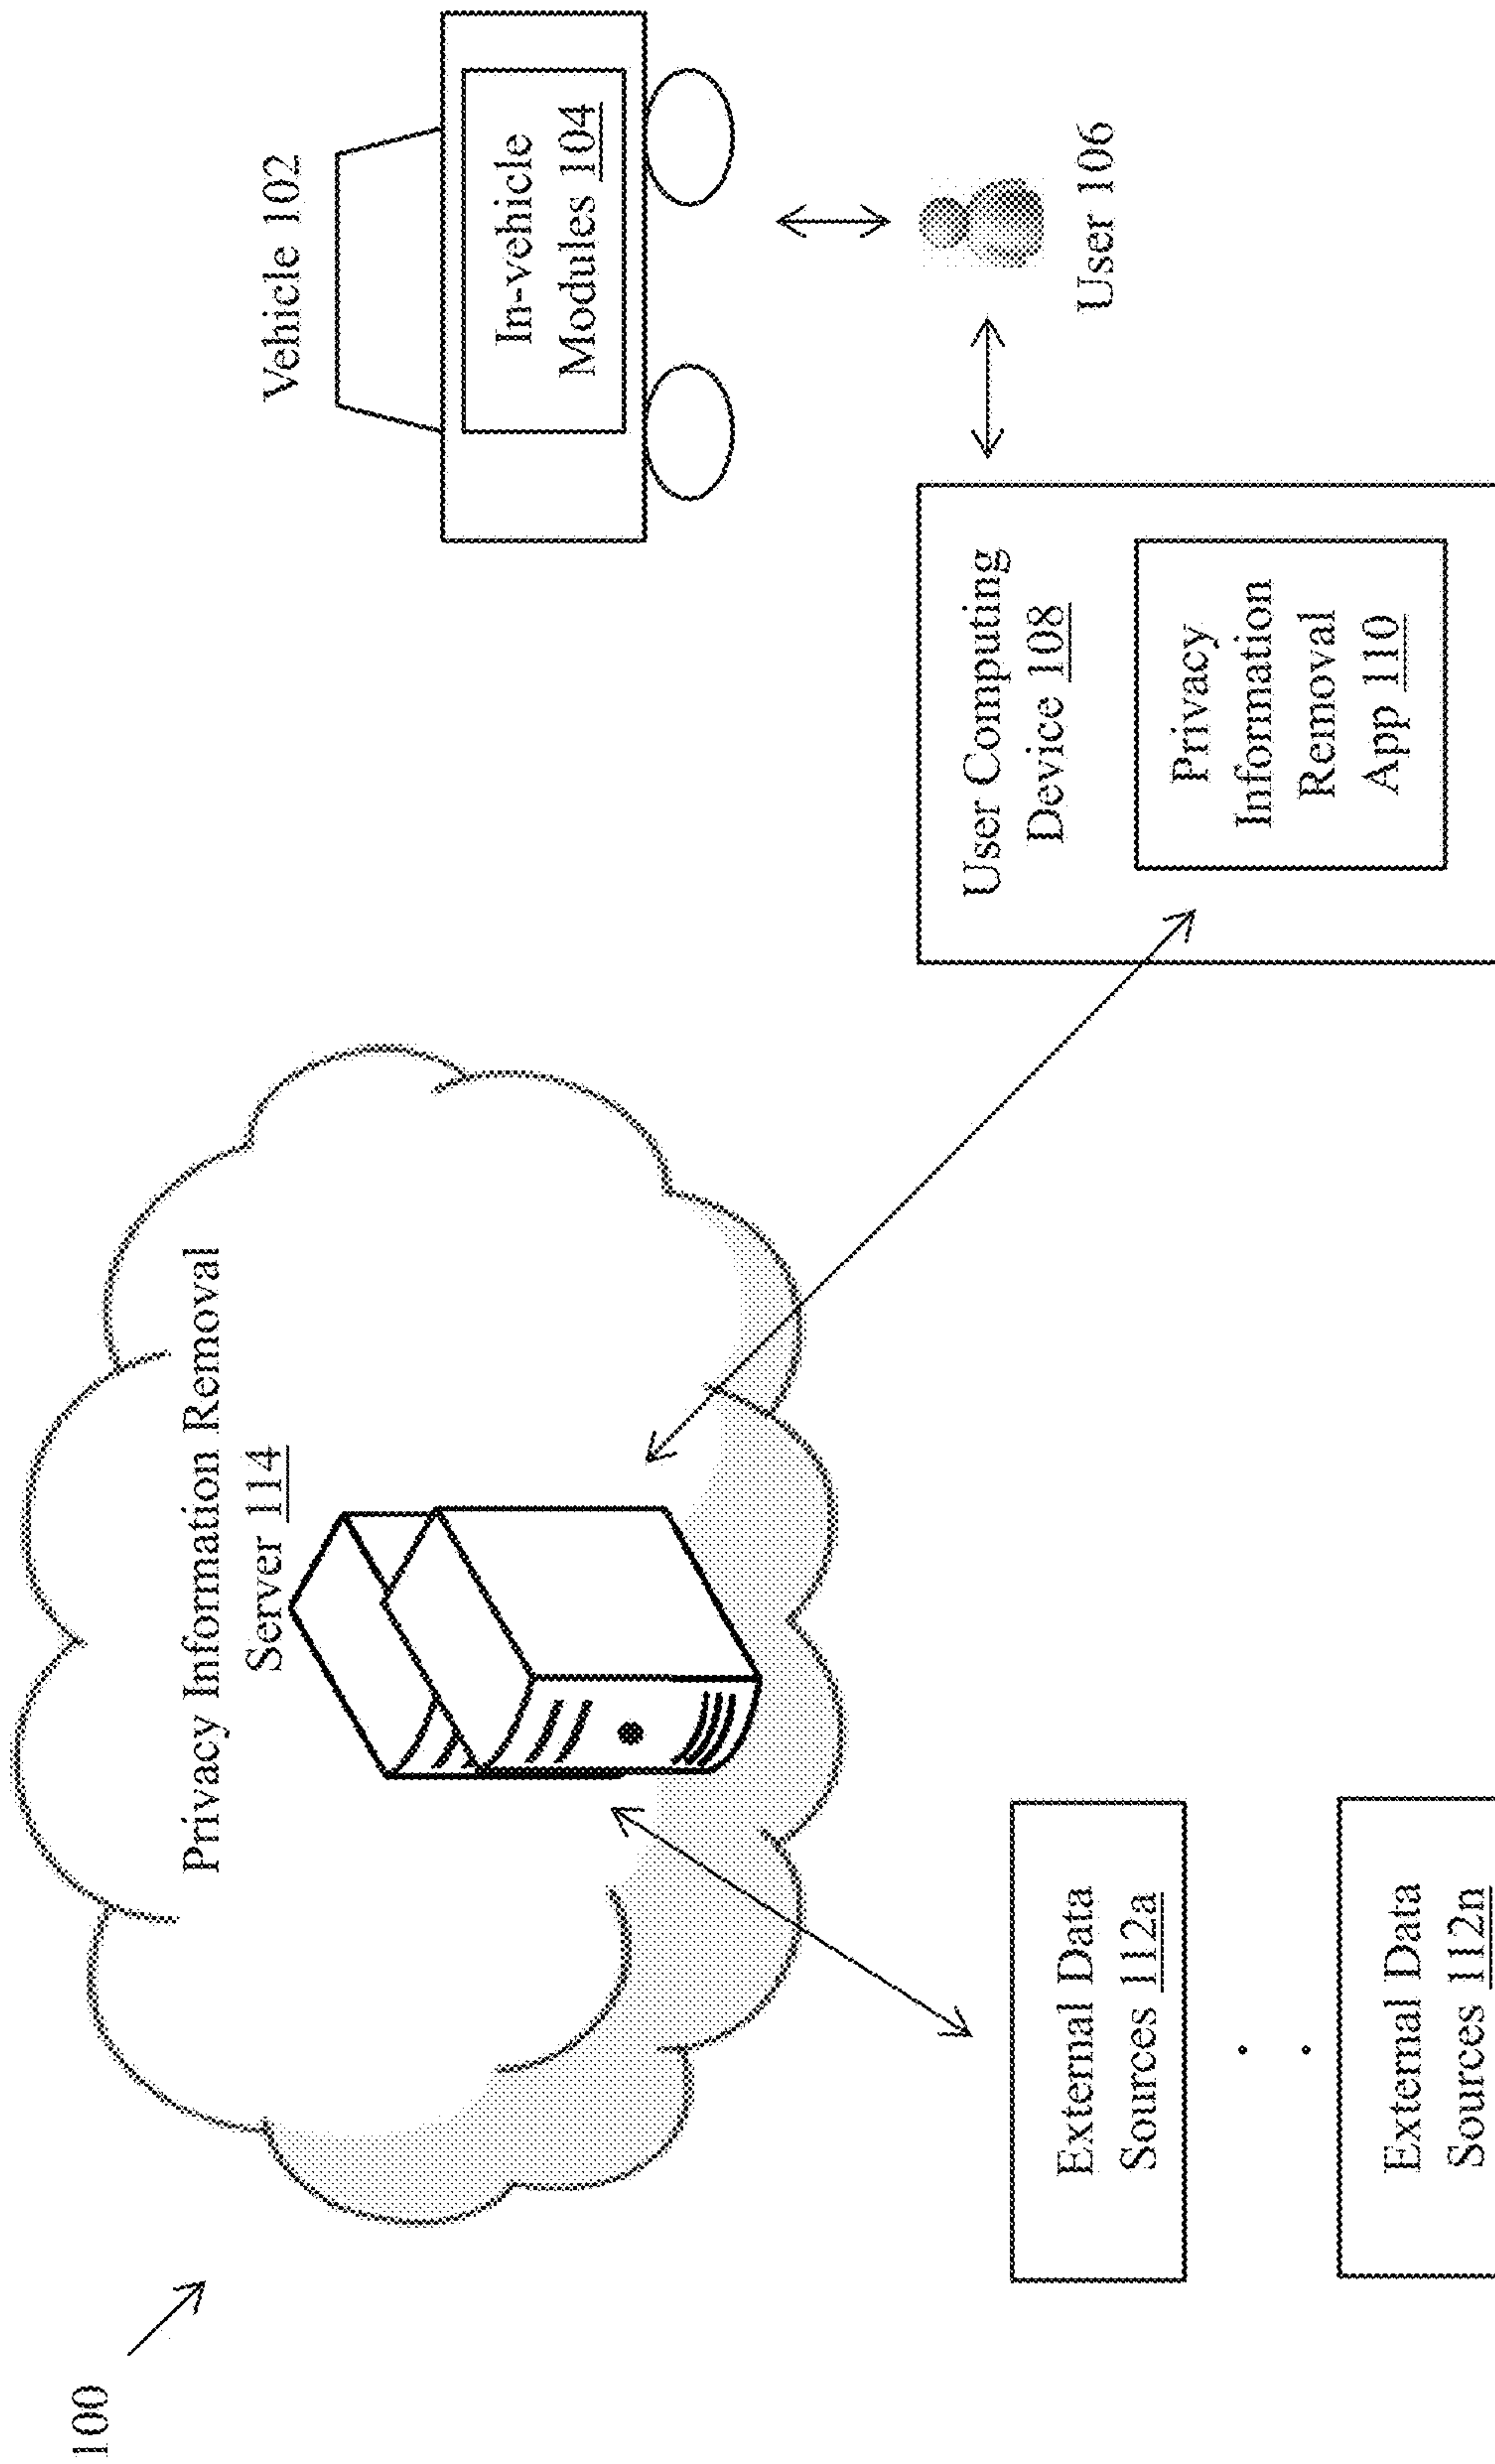 100
Privacy Information Removal
Server 114
Vehicle 102
In-vehicle
Modules 104
User 106
User Computing
Device 108
Privacy
Information
Removal
App 110
External Data
Sources 112a
External Data
Sources 112n